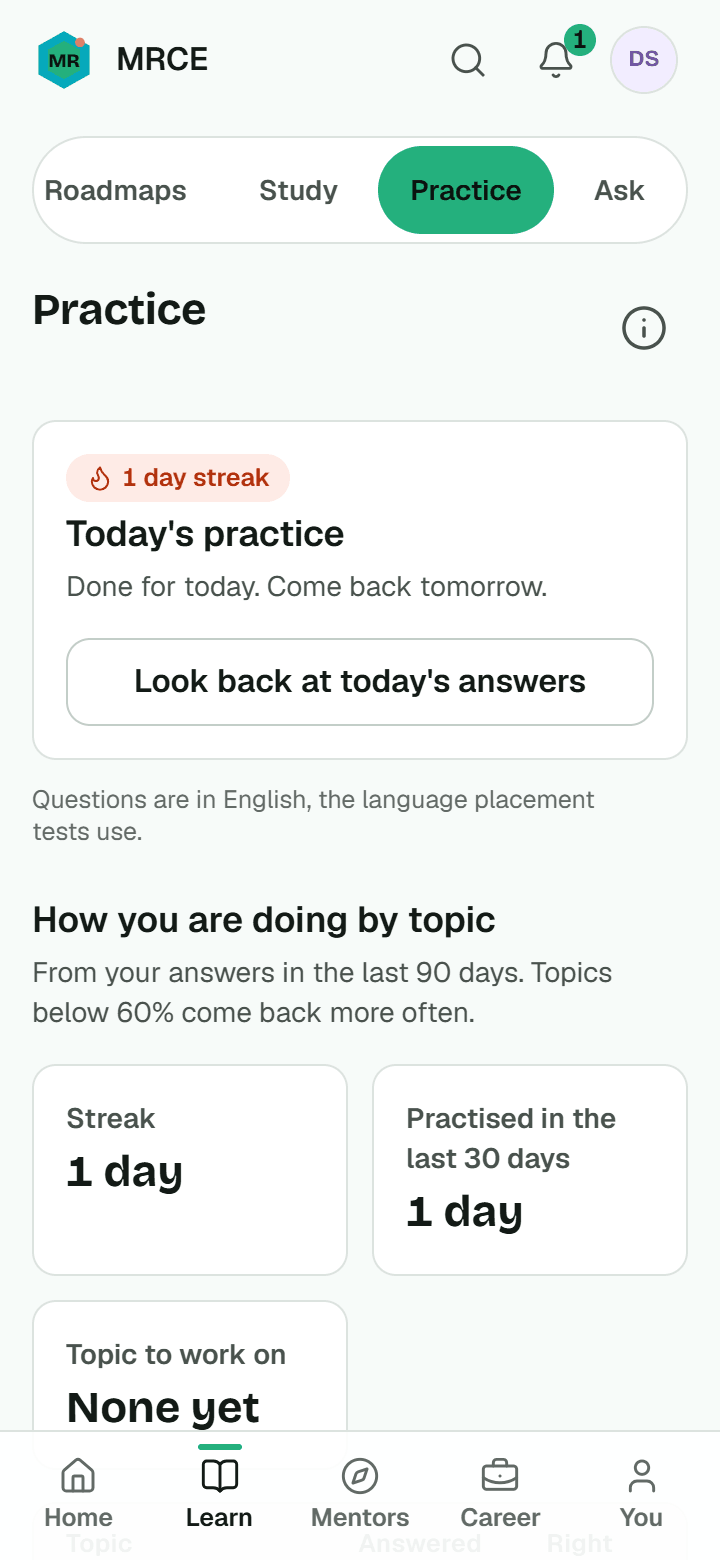 MR
MRCE
1
DS
Roadmaps
Study
Practice
Ask
Practice
1 day streak
Today's practice
Done for today. Come back tomorrow.
Look back at today's answers
Questions are in English, the language placement
tests use.
How you are doing by topic
From your answers in the last 90 days. Topics
below 60% come back more often.
Streak
1 day
Practised in the
last 30 days
1 day
Topic to work on
None yet
Home
Learn
Mentors
Career
You
Topic
Answered
Right